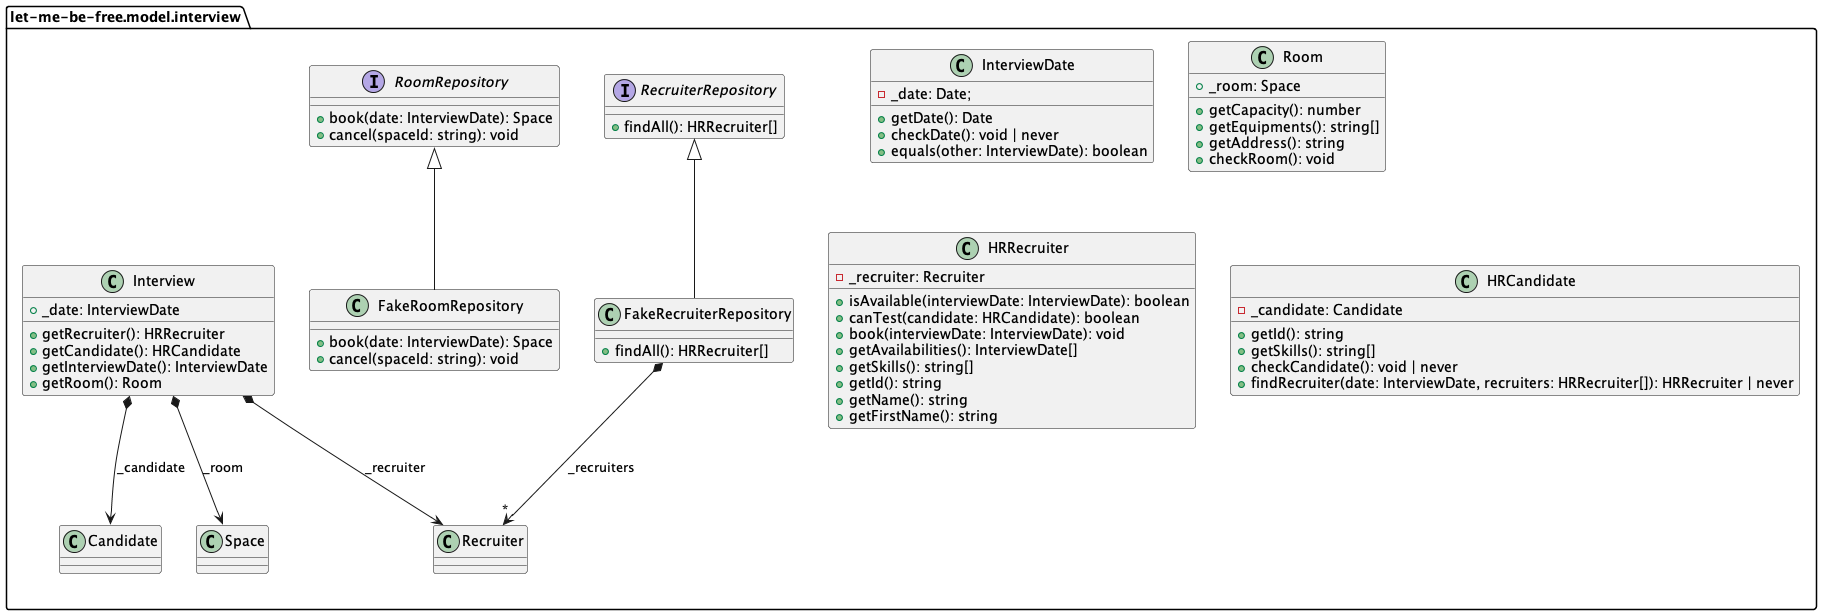 let-me-be-free.model.interview
I RoomRepository
book(date: InterviewDate): Space
cancel(spaceId: string): void
I RecruiterRepository
findAll(): HRRecruiter[]
C InterviewDate
_date: Date;
getDate(): Date
checkDate(): void | never
equals(other: InterviewDate): boolean
C Room
_room: Space
getCapacity(): number
getEquipments(): string[]
getAddress(): string
checkRoom(): void
C Interview
_date: InterviewDate
getRecruiter(): HRRecruiter
getCandidate(): HRCandidate
getInterviewDate(): InterviewDate
getRoom(): Room
C FakeRoomRepository
book(date: InterviewDate): Space
cancel(spaceId: string): void
C FakeRecruiterRepository
findAll(): HRRecruiter[]
C HRRecruiter
_recruiter: Recruiter
isAvailable(interviewDate: InterviewDate): boolean
canTest(candidate: HRCandidate): boolean
book(interviewDate: InterviewDate): void
getAvailabilities(): InterviewDate[]
getSkills(): string[]
getId(): string
getName(): string
getFirstName(): string
C HRCandidate
_candidate: Candidate
getId(): string
getSkills(): string[]
checkCandidate(): void | never
findRecruiter(date: InterviewDate, recruiters: HRRecruiter[]): HRRecruiter | never
_candidate
_room
_recruiter
_recruiters
*
C Candidate
C Space
C Recruiter